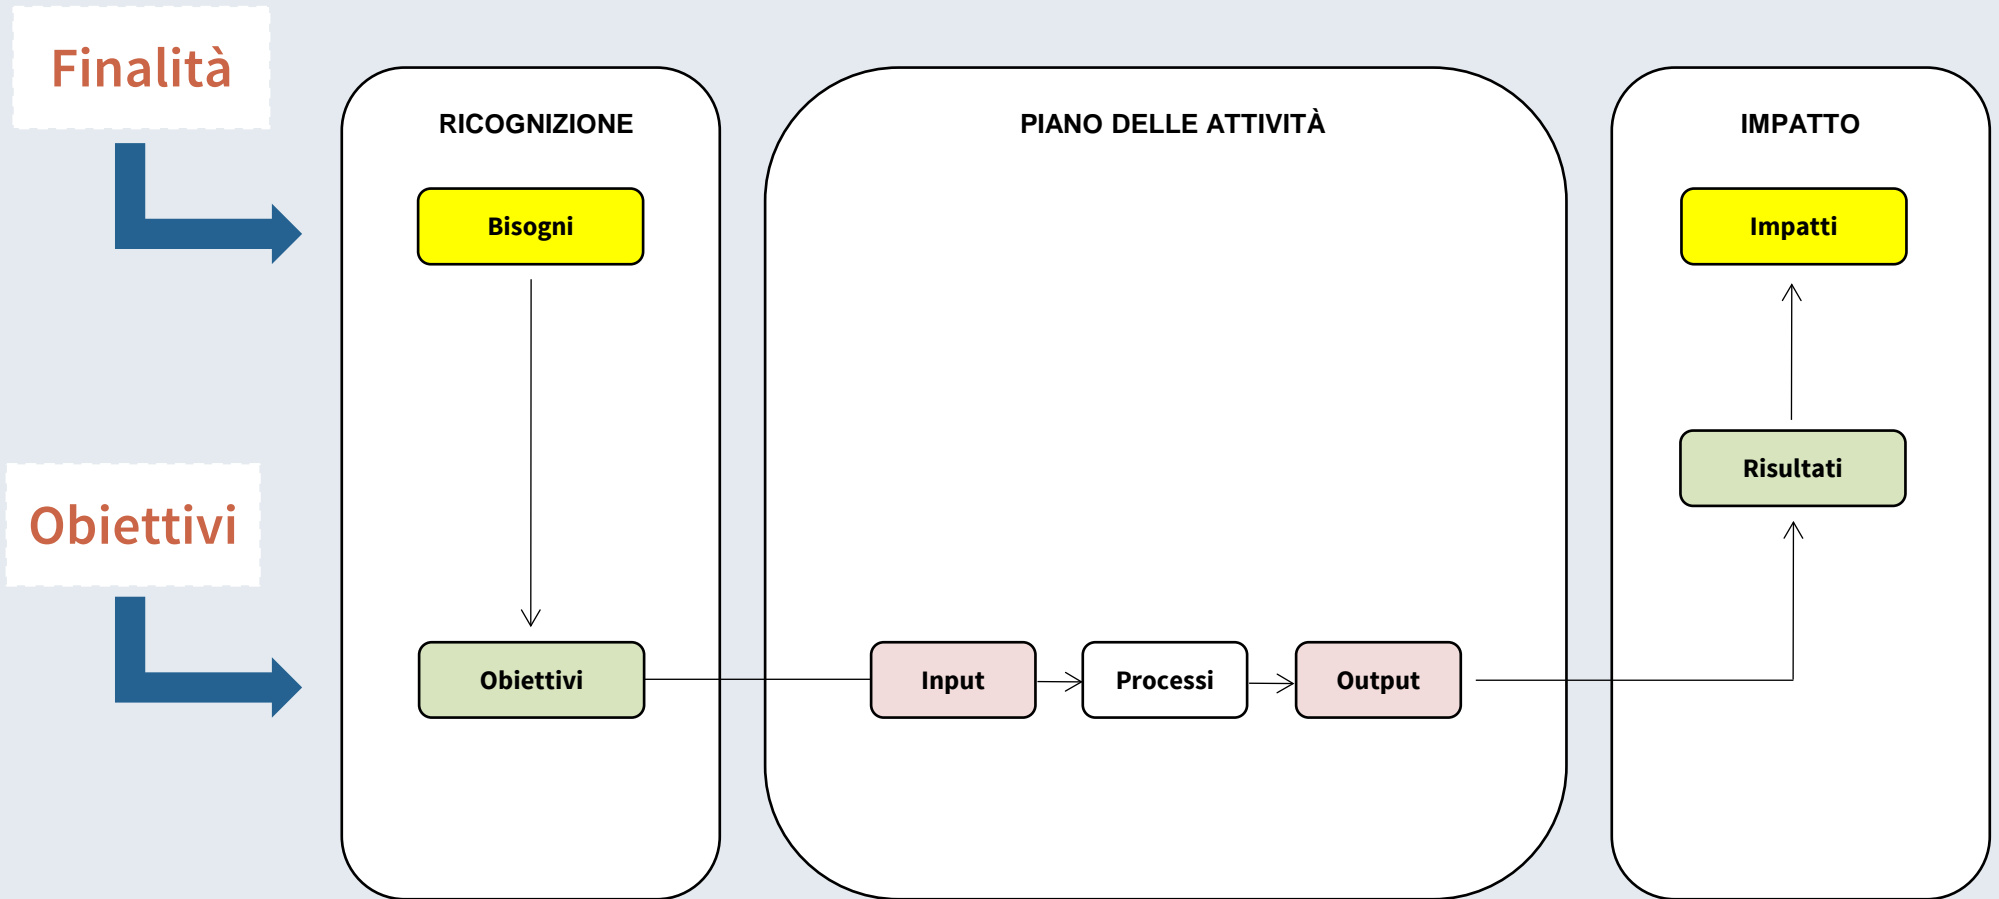 Finalità
RICOGNIZIONE
PIANO DELLE ATTIVITÀ
IMPATTO
Bisogni
Impatti
Risultati
Obiettivi
Obiettivi
Input
Processi
Output